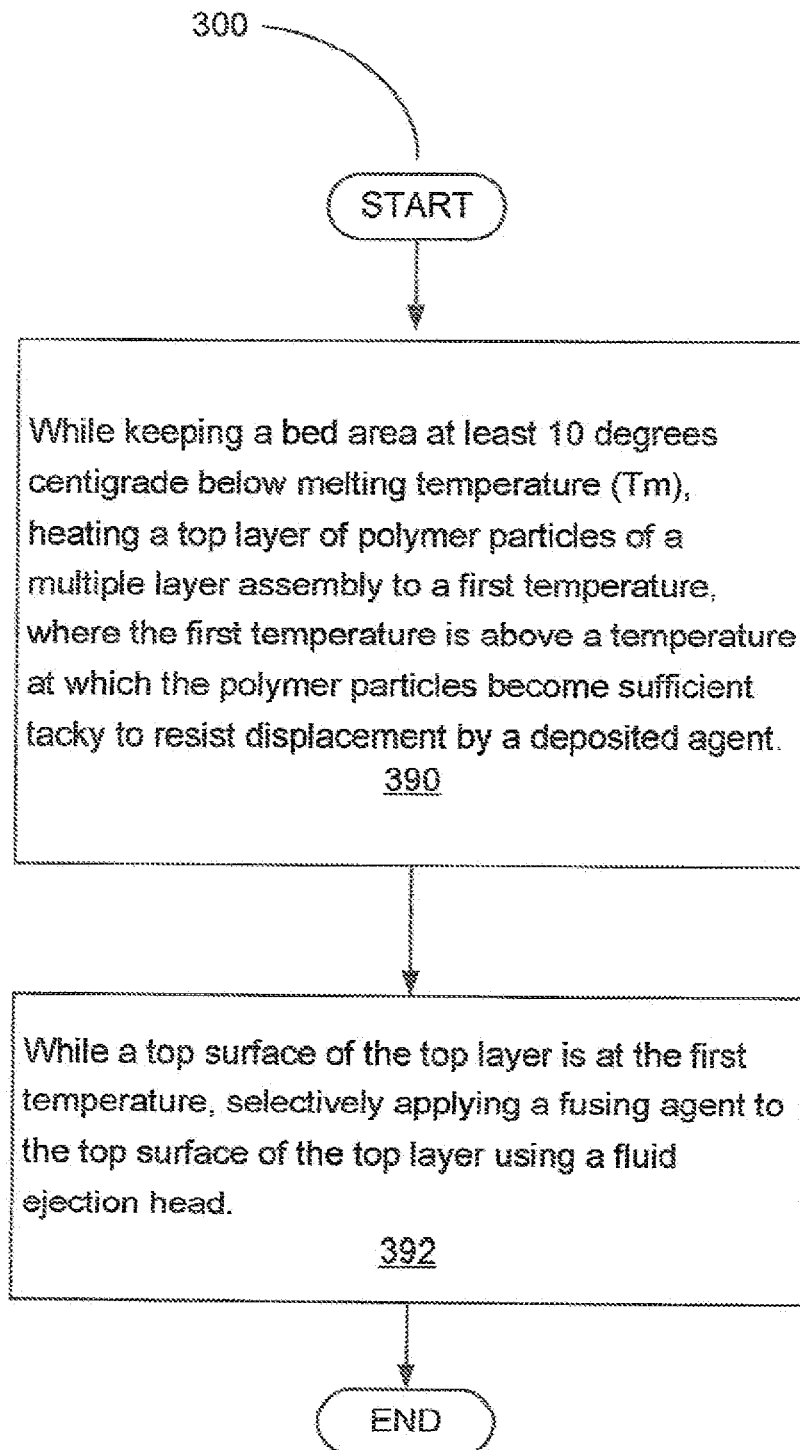 300
START
While keeping a bed area at least 10 degrees
centigrade below melting temperature (Tm),
heating a top layer of polymer particles of a
multiple layer assembly to a first temperature,
where the first temperature is above a temperature
at which the polymer particles become sufficient
tacky to resist displacement by a deposited agent.
390
While a top surface of the top layer is at the first
temperature, selectively applying a fusing agent to
the top surface of the top layer using a fluid
ejection head.
392
END